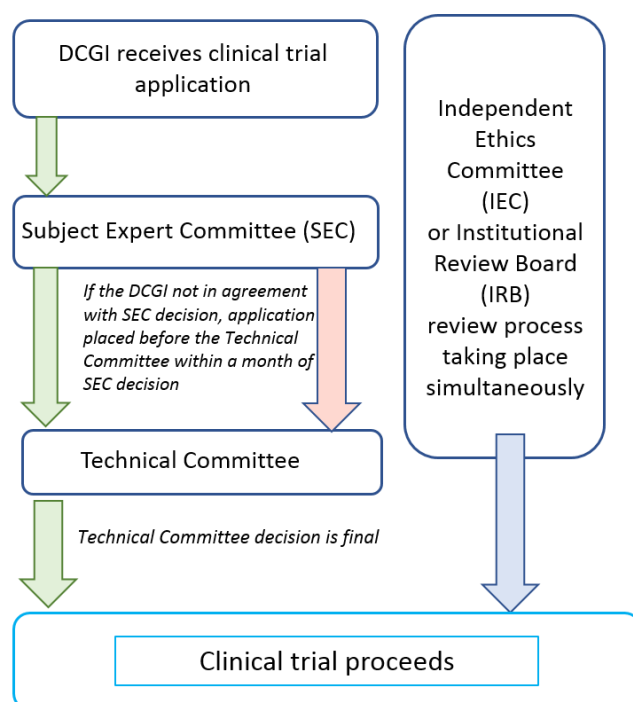 DCGI receives clinical trial
application
Subject Expert Committee (SEC)
If the DCGI not in agreement
with SEC decision, application
placed before the Technical
Committee within a month of
SEC decision
Technical Committee
Technical Committee decision is final
Independent
Ethics
Committee
(IEC)
or Institutional
Review Board
(IRB)
review process
taking place
simultaneously
Clinical trial proceeds